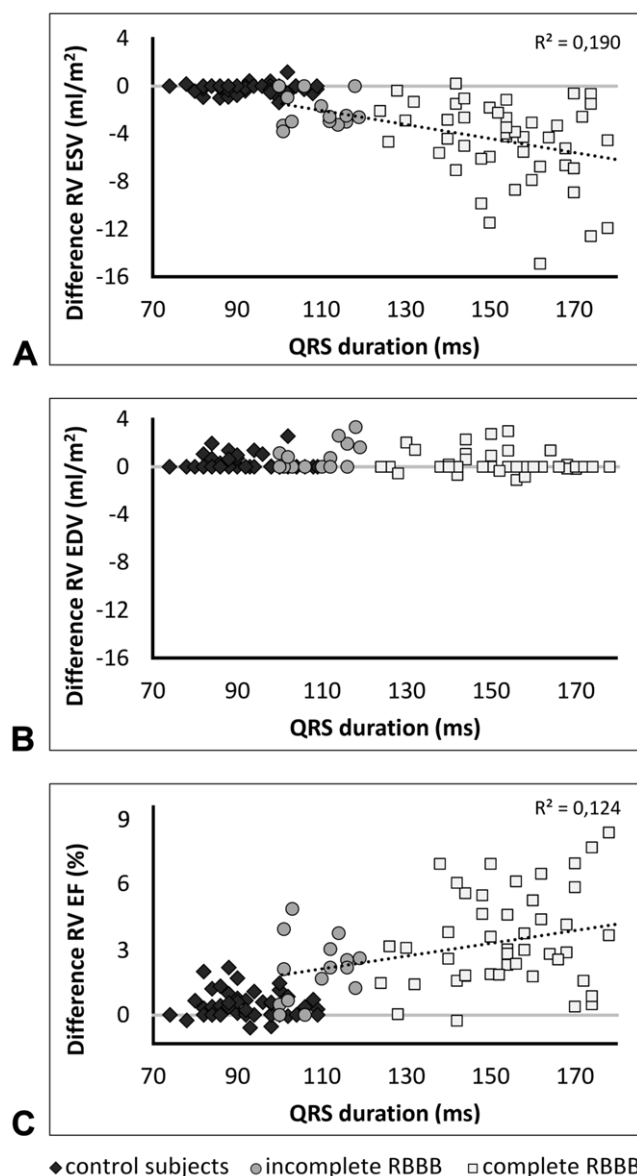 R² = 0,190
Difference RV ESV (ml/m²)
4
0
-4
-8
-12
-16
70 90 110 130 150 170
QRS duration (ms)
A
Difference RV EDV (ml/m²)
4
0
-4
-8
-12
-16
70 90 110 130 150 170
QRS duration (ms)
B
R² = 0,124
Difference RV EF (%)
9
6
3
0
70 90 110 130 150 170
QRS duration (ms)
C
control subjects incomplete RBBB complete RBBB